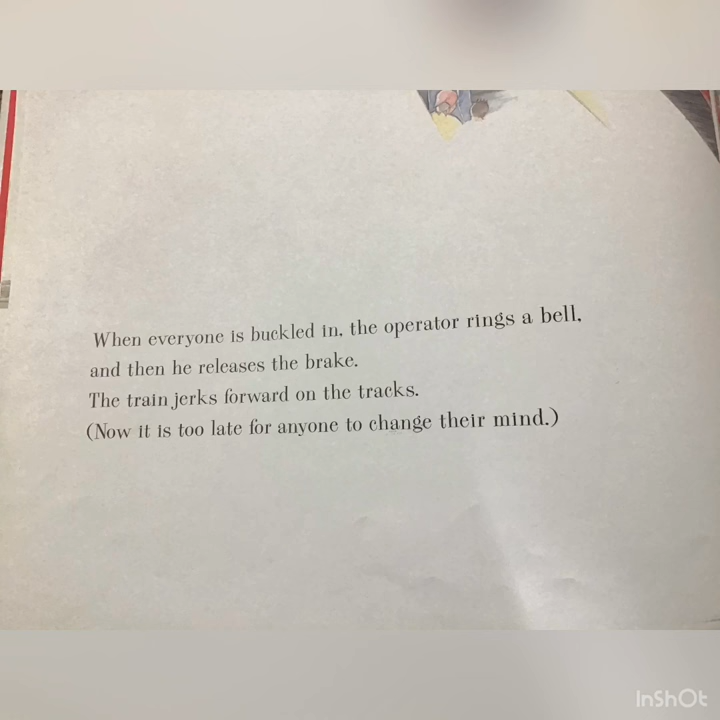 When everyone is buckled in, the operator rings a bell,
and then he releases the brake.
The train jerks forward on the tracks.
(Now it is too late for anyone to change their mind.)
InShOt